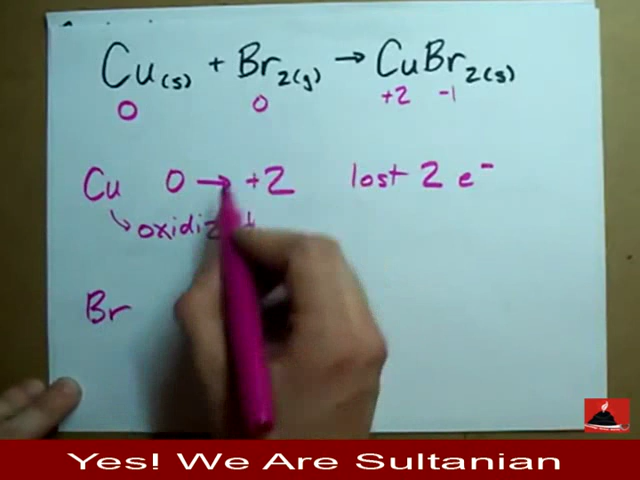 Cu(s) + Br2(g) → CuBr2(s)
0 0 +2 -1
Cu 0 → +2 lost 2 e⁻
Br
Yes! We Are Sultanian